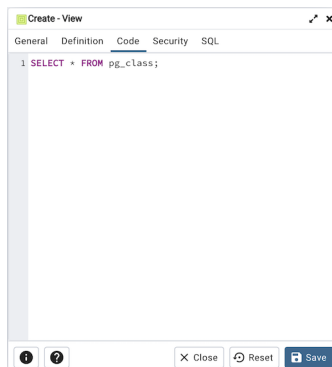 Create - View
General Definition Code Security SQL
1 SELECT * FROM pg_class;
Close Reset Save